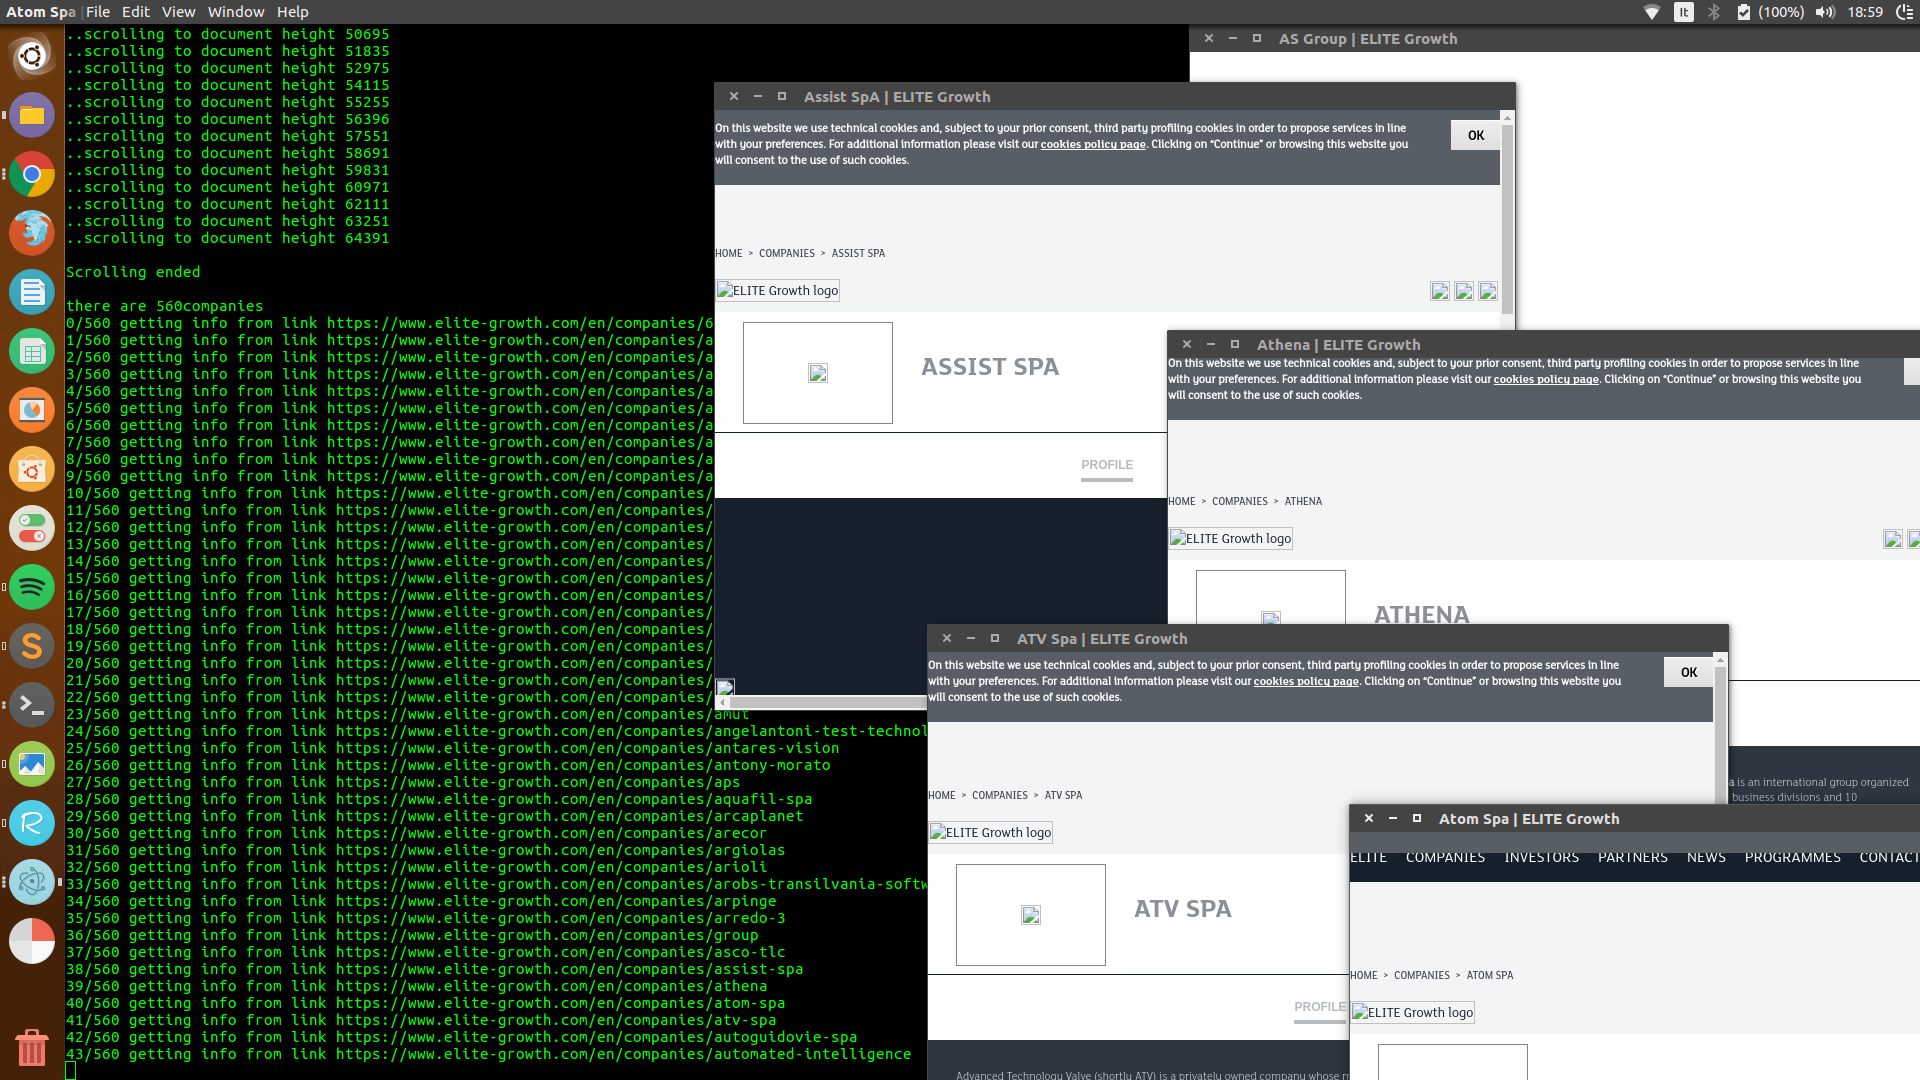 Atom Spa File Edit View Window Help
It (100%) 18:59
..scrolling to document height 50695
..scrolling to document height 51835
..scrolling to document height 52975
..scrolling to document height 54115
..scrolling to document height 55255
..scrolling to document height 56396
..scrolling to document height 57551
..scrolling to document height 58691
..scrolling to document height 59831
..scrolling to document height 60971
..scrolling to document height 62111
..scrolling to document height 63251
..scrolling to document height 64391
Scrolling ended
there are 560companies
0/560 getting info from link https://www.elite-growth.com/en/companies/6
1/560 getting info from link https://www.elite-growth.com/en/companies/a
2/560 getting info from link https://www.elite-growth.com/en/companies/a
3/560 getting info from link https://www.elite-growth.com/en/companies/a
4/560 getting info from link https://www.elite-growth.com/en/companies/a
5/560 getting info from link https://www.elite-growth.com/en/companies/a
6/560 getting info from link https://www.elite-growth.com/en/companies/a
7/560 getting info from link https://www.elite-growth.com/en/companies/a
8/560 getting info from link https://www.elite-growth.com/en/companies/a
9/560 getting info from link https://www.elite-growth.com/en/companies/a
10/560 getting info from link https://www.elite-growth.com/en/companies/
11/560 getting info from link https://www.elite-growth.com/en/companies/
12/560 getting info from link https://www.elite-growth.com/en/companies/
13/560 getting info from link https://www.elite-growth.com/en/companies/
14/560 getting info from link https://www.elite-growth.com/en/companies/
15/560 getting info from link https://www.elite-growth.com/en/companies/
16/560 getting info from link https://www.elite-growth.com/en/companies/
17/560 getting info from link https://www.elite-growth.com/en/companies/
18/560 getting info from link https://www.elite-growth.com/en/companies/
19/560 getting info from link https://www.elite-growth.com/en/companies/
20/560 getting info from link https://www.elite-growth.com/en/companies/
21/560 getting info from link https://www.elite-growth.com/en/companies/
22/560 getting info from link https://www.elite-growth.com/en/companies/
23/560 getting info from link https://www.elite-growth.com/en/companies/amut
24/560 getting info from link https://www.elite-growth.com/en/companies/angelantoni-test-technol
25/560 getting info from link https://www.elite-growth.com/en/companies/antares-vision
26/560 getting info from link https://www.elite-growth.com/en/companies/antony-morato
27/560 getting info from link https://www.elite-growth.com/en/companies/aps
28/560 getting info from link https://www.elite-growth.com/en/companies/aquafil-spa
29/560 getting info from link https://www.elite-growth.com/en/companies/arcaplanet
30/560 getting info from link https://www.elite-growth.com/en/companies/arecor
31/560 getting info from link https://www.elite-growth.com/en/companies/argiolas
32/560 getting info from link https://www.elite-growth.com/en/companies/arioli
33/560 getting info from link https://www.elite-growth.com/en/companies/arobs-transilvania-softw
34/560 getting info from link https://www.elite-growth.com/en/companies/arpinge
35/560 getting info from link https://www.elite-growth.com/en/companies/arredo-3
36/560 getting info from link https://www.elite-growth.com/en/companies/group
37/560 getting info from link https://www.elite-growth.com/en/companies/asco-tlc
38/560 getting info from link https://www.elite-growth.com/en/companies/assist-spa
39/560 getting info from link https://www.elite-growth.com/en/companies/athena
40/560 getting info from link https://www.elite-growth.com/en/companies/atom-spa
41/560 getting info from link https://www.elite-growth.com/en/companies/atv-spa
42/560 getting info from link https://www.elite-growth.com/en/companies/autoguidovie-spa
43/560 getting info from link https://www.elite-growth.com/en/companies/automated-intelligence
AS Group | ELITE Growth
Assist SpA | ELITE Growth
On this website we use technical cookies and, subject to your prior consent, third party profiling cookies in order to propose services in line
with your preferences. For additional information please visit our cookies policy page. Clicking on “Continue” or browsing this website you
will consent to the use of such cookies.
OK
HOME > COMPANIES > ASSIST SPA
ELITE Growth logo
ASSIST SPA
PROFILE
Athena | ELITE Growth
On this website we use technical cookies and, subject to your prior consent, third party profiling cookies in order to propose services in line
with your preferences. For additional information please visit our cookies policy page. Clicking on “Continue” or browsing this website you
will consent to the use of such cookies.
HOME > COMPANIES > ATHENA
ELITE Growth logo
ATHENA
a is an international group organized
business divisions and 10
ATV Spa | ELITE Growth
On this website we use technical cookies and, subject to your prior consent, third party profiling cookies in order to propose services in line
with your preferences. For additional information please visit our cookies policy page. Clicking on “Continue” or browsing this website you
will consent to the use of such cookies.
OK
HOME > COMPANIES > ATV SPA
ELITE Growth logo
ATV SPA
PROFILE
Advanced Technology Valve (shortly ATV) is a privately owned company whose m
Atom Spa | ELITE Growth
ELITE COMPANIES INVESTORS PARTNERS NEWS PROGRAMMES CONTACT
HOME > COMPANIES > ATOM SPA
ELITE Growth logo